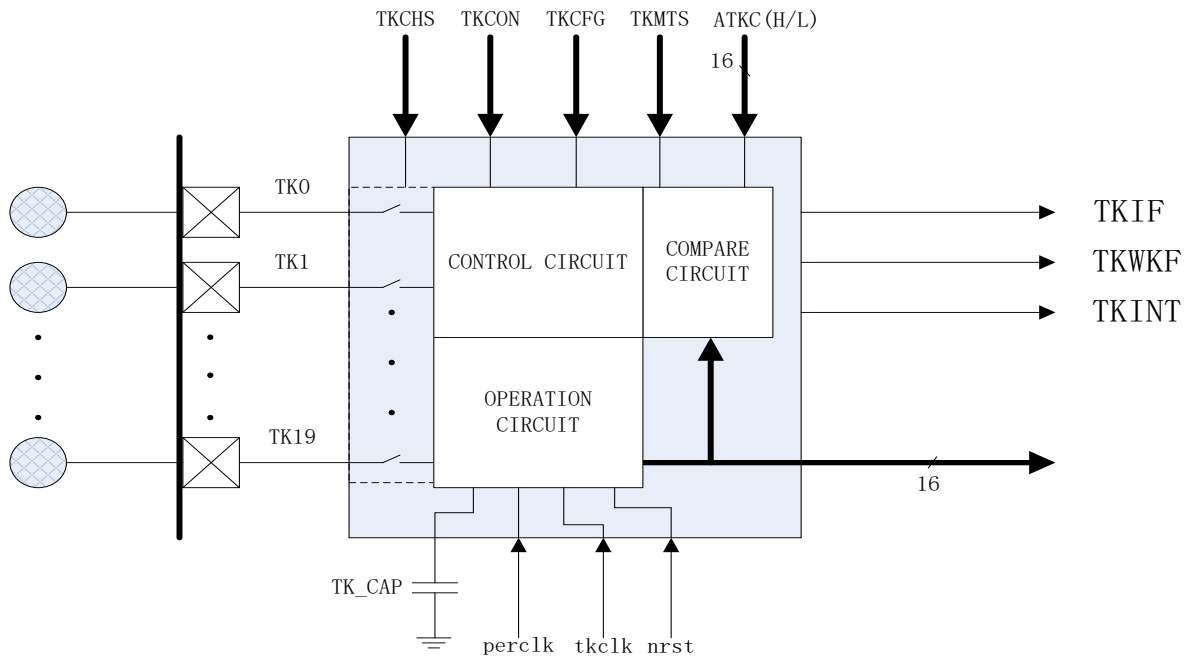 TKCHS TKCON TKCFG TKMTS ATKC(H/L)
16
TK0
TKIF
CONTROL CIRCUIT
COMPARE
CIRCUIT
TK1
TKWKF
TKINT
OPERATION
CIRCUIT
TK19
16
TK_CAP
perclk tkclk nrst